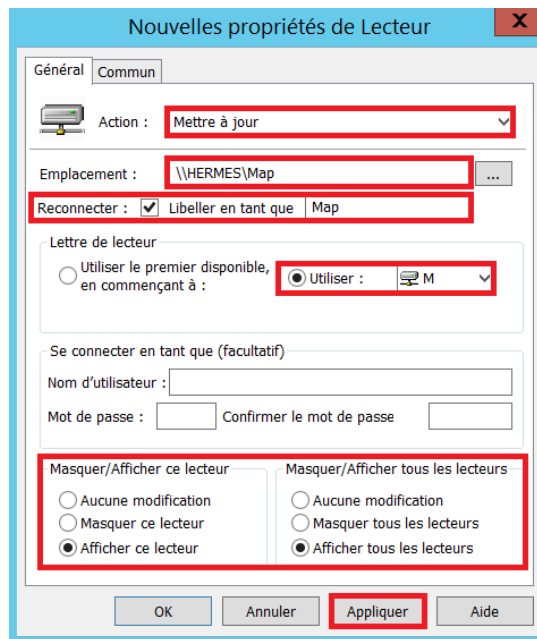 Nouvelles propriétés de Lecteur X
Général Commun
Action : Mettre à jour
Emplacement : \\HERMES\Map ...
Reconnecter : Libeller en tant que Map
Lettre de lecteur
Utiliser le premier disponible,
en commençant à :
Utiliser : M
Se connecter en tant que (facultatif)
Nom d'utilisateur :
Mot de passe : Confirmer le mot de passe
Masquer/Afficher ce lecteur
Aucune modification
Masquer ce lecteur
Afficher ce lecteur
Masquer/Afficher tous les lecteurs
Aucune modification
Masquer tous les lecteurs
Afficher tous les lecteurs
OK Annuler Appliquer Aide